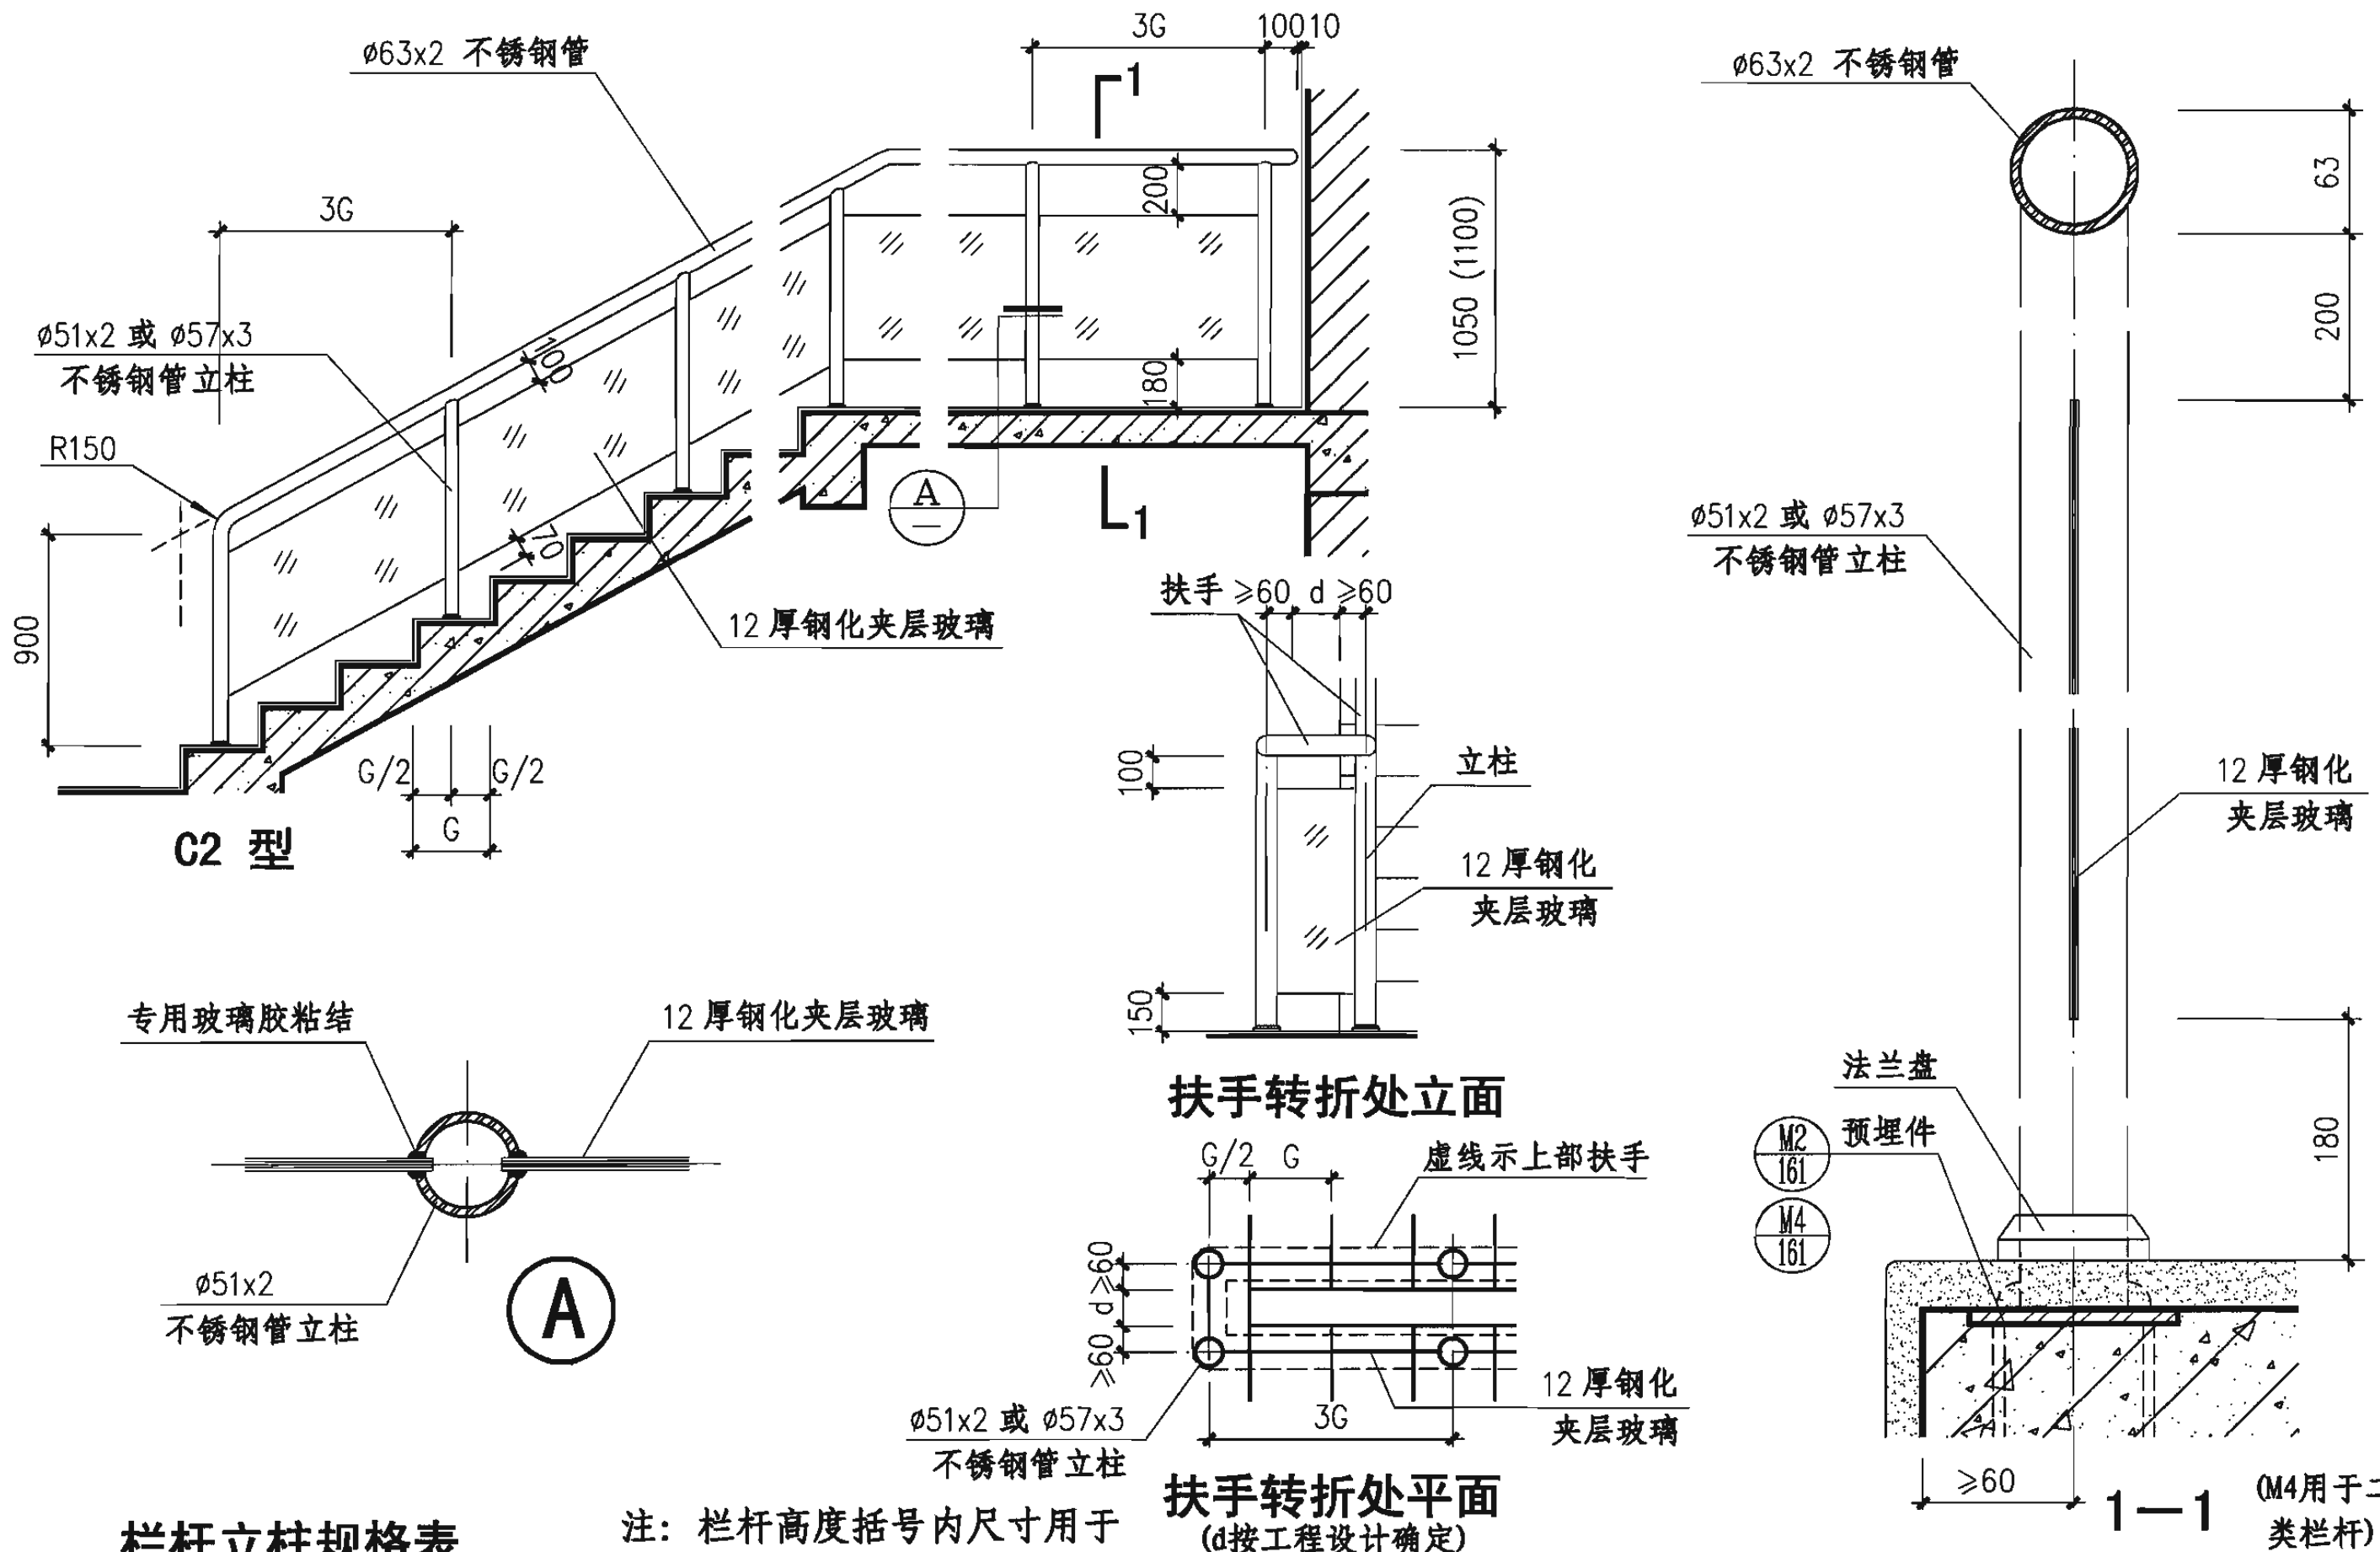 ø63x2 不锈钢管
3G
10010
1
3G
200
1050 (1100)
ø51x2 或 ø57x3
不锈钢管立柱
100
R150
180
A
1
70
900
12 厚钢化夹层玻璃
G/2
G/2
G
C2 型
扶手 ≥60 d ≥60
100
立柱
12 厚钢化
夹层玻璃
150
扶手转折处立面
专用玻璃胶粘结
12 厚钢化夹层玻璃
ø51x2
不锈钢管立柱
A
G/2 G
虚线示上部扶手
≥60 d ≥60
ø51x2 或 ø57x3
不锈钢管立柱
3G
12 厚钢化
夹层玻璃
扶手转折处平面
(d按工程设计确定)
ø63x2 不锈钢管
63
200
ø51x2 或 ø57x3
不锈钢管立柱
12 厚钢化
夹层玻璃
法兰盘
M2
161
预埋件
M4
161
180
≥60
1—1
(M4用于二
类栏杆)
栏杆立柱规格表
注: 栏杆高度括号内尺寸用于